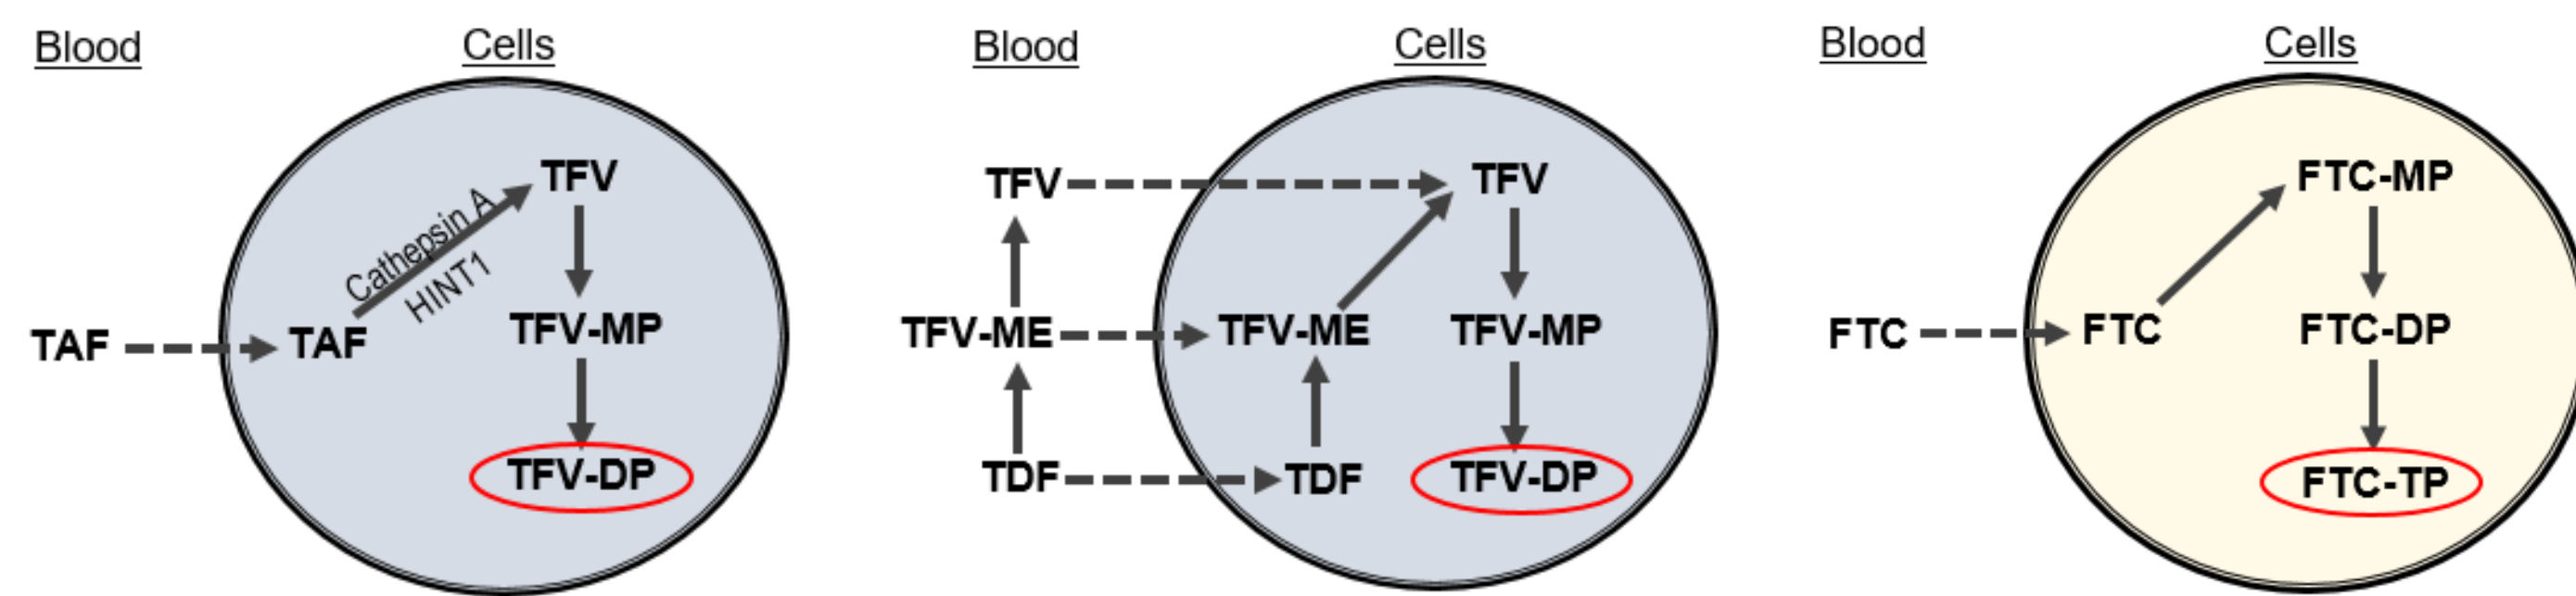 Blood
Cells
TFV
Cathepsin A
HINT1
TAF
TAF
TFV-MP
TFV-DP
Blood
Cells
TFV
TFV
TFV-ME
TFV-ME
TFV-MP
TDF
TDF
TFV-DP
Blood
Cells
FTC-MP
FTC
FTC
FTC-DP
FTC-TP